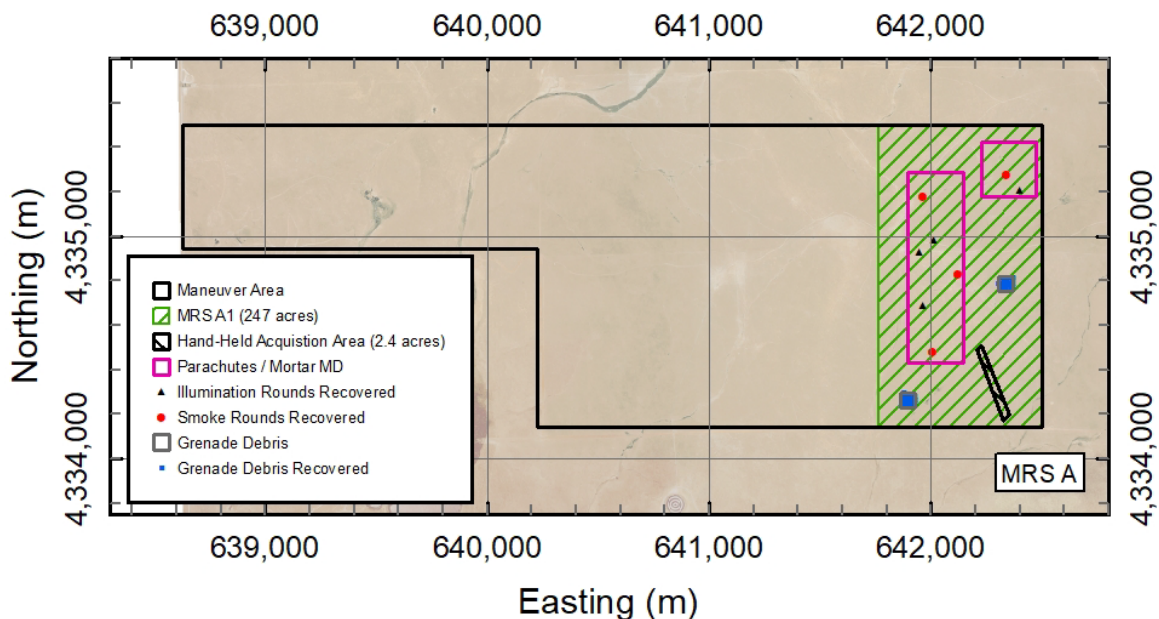 639,000 640,000 641,000 642,000
Northing (m)
4,335,000
4,334,000
4,335,000
4,334,000
Maneuver Area
MRS A1 (247 acres)
Hand-Held Acquistion Area (2.4 acres)
Parachutes / Mortar MD
Illumination Rounds Recovered
Smoke Rounds Recovered
Grenade Debris
Grenade Debris Recovered
MRS A
639,000 640,000 641,000 642,000
Easting (m)